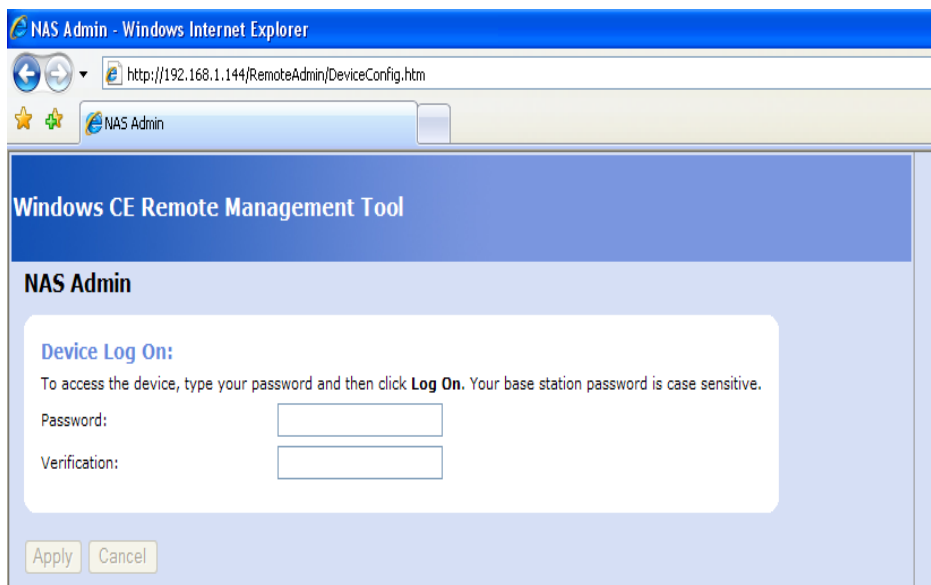 NAS Admin - Windows Internet Explorer
http://192.168.1.144/RemoteAdmin/DeviceConfig.htm
NAS Admin
Windows CE Remote Management Tool
NAS Admin
Device Log On:
To access the device, type your password and then click Log On. Your base station password is case sensitive.
Password:
Verification:
Apply Cancel